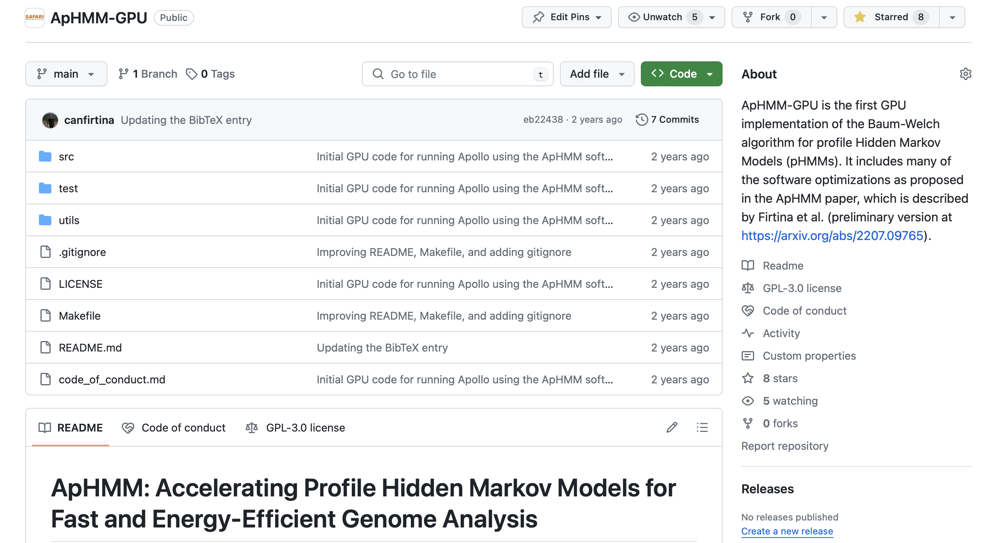 SAFARI
ApHMM-GPU Public
Edit Pins Unwatch 5 Fork 0 Starred 8
main 1 Branch 0 Tags Go to file t Add file Code
canfirtina Updating the BibTeX entry eb22438 · 2 years ago 7 Commits
src Initial GPU code for running Apollo using the ApHMM soft... 2 years ago
test Initial GPU code for running Apollo using the ApHMM soft... 2 years ago
utils Initial GPU code for running Apollo using the ApHMM soft... 2 years ago
.gitignore Improving README, Makefile, and adding gitignore 2 years ago
LICENSE Initial GPU code for running Apollo using the ApHMM soft... 2 years ago
Makefile Improving README, Makefile, and adding gitignore 2 years ago
README.md Updating the BibTeX entry 2 years ago
code_of_conduct.md Initial GPU code for running Apollo using the ApHMM soft... 2 years ago
README Code of conduct GPL-3.0 license
ApHMM: Accelerating Profile Hidden Markov Models for
Fast and Energy-Efficient Genome Analysis
About
ApHMM-GPU is the first GPU
implementation of the Baum-Welch
algorithm for profile Hidden Markov
Models (pHMMs). It includes many of
the software optimizations as proposed
in the ApHMM paper, which is described
by Firtina et al. (preliminary version at
https://arxiv.org/abs/2207.09765).
Readme
GPL-3.0 license
Code of conduct
Activity
Custom properties
8 stars
5 watching
0 forks
Report repository
Releases
No releases published
Create a new release